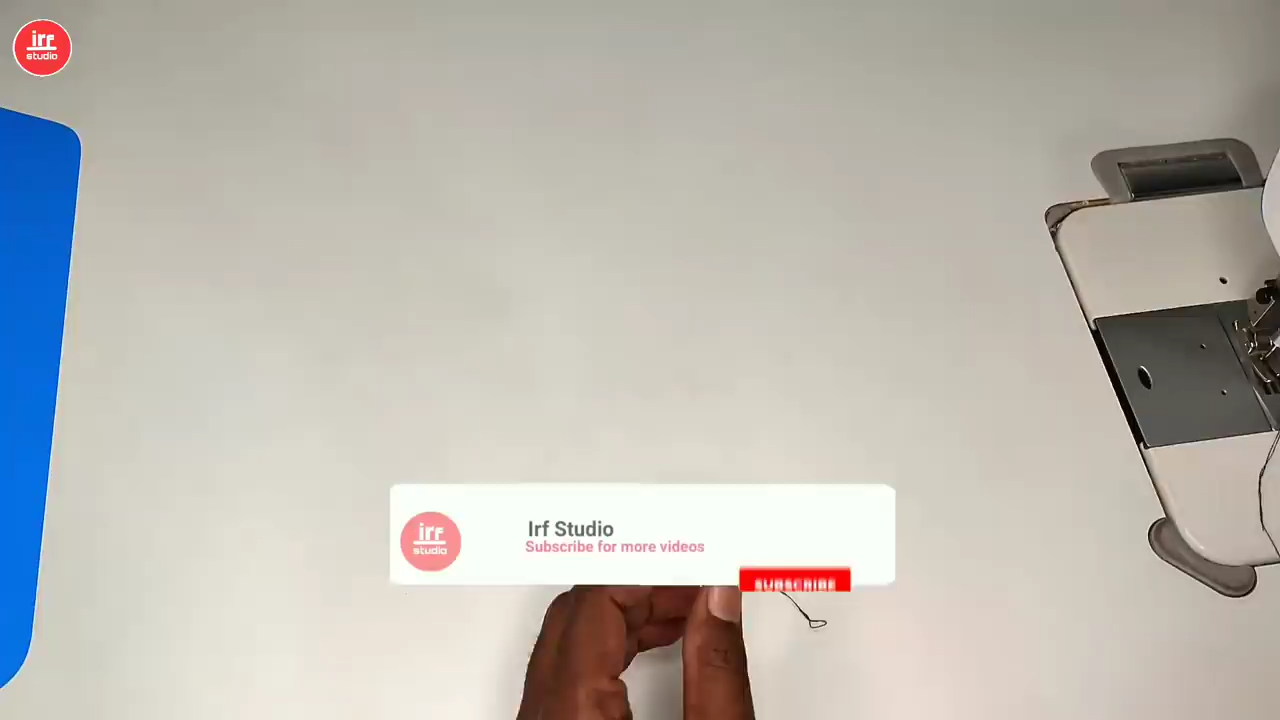 irf
studio
irf
studio
Irf Studio
Subscribe for more videos
SUBSCRIBE